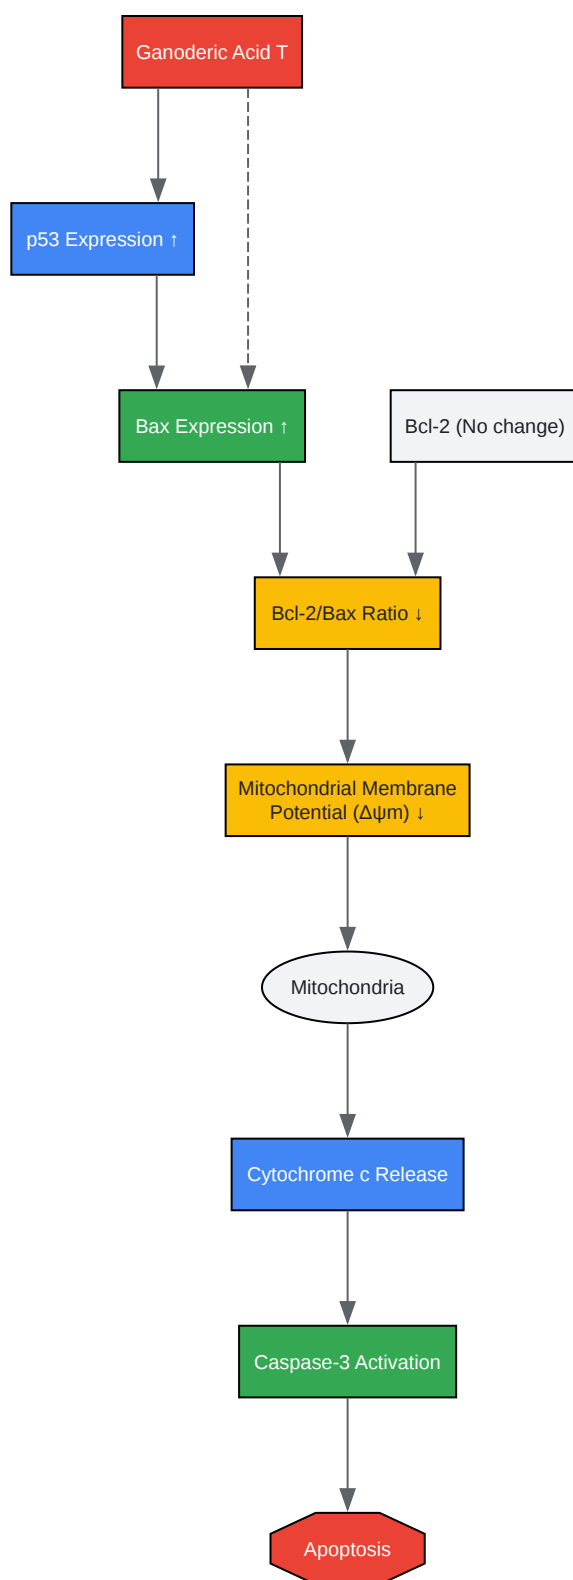 Ganoderic Acid T
p53 Expression ↑
Bax Expression ↑
Bcl-2 (No change)
Bcl-2/Bax Ratio ↓
Mitochondrial Membrane
Potential (Δψm) ↓
Mitochondria
Cytochrome c Release
Caspase-3 Activation
Apoptosis